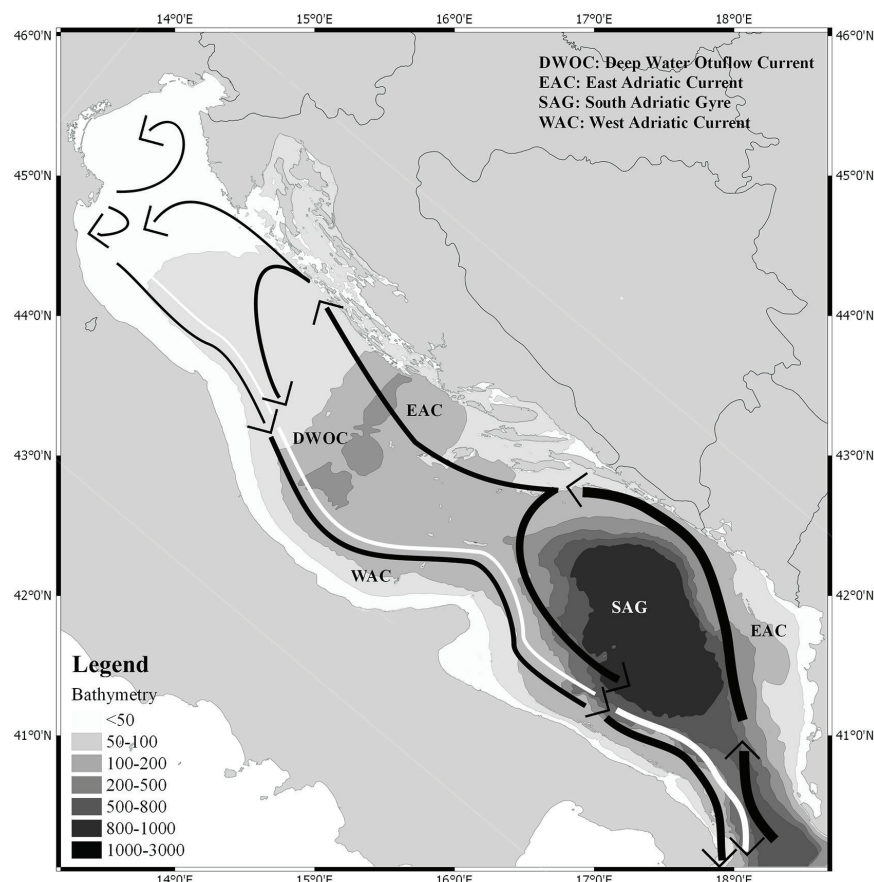 14°0'E 15°0'E 16°0'E 17°0'E 18°0'E
46°0'N 46°0'N
DWOC: Deep Water Otuflow Current
EAC: East Adriatic Current
SAG: South Adriatic Gyre
WAC: West Adriatic Current
45°0'N 45°0'N
44°0'N 44°0'N
EAC
DWOC
43°0'N 43°0'N
WAC
42°0'N 42°0'N
SAG
EAC
Legend
Bathymetry
<50
50-100
100-200
200-500
500-800
800-1000
1000-3000
41°0'N 41°0'N
14°0'E 15°0'E 16°0'E 17°0'E 18°0'E